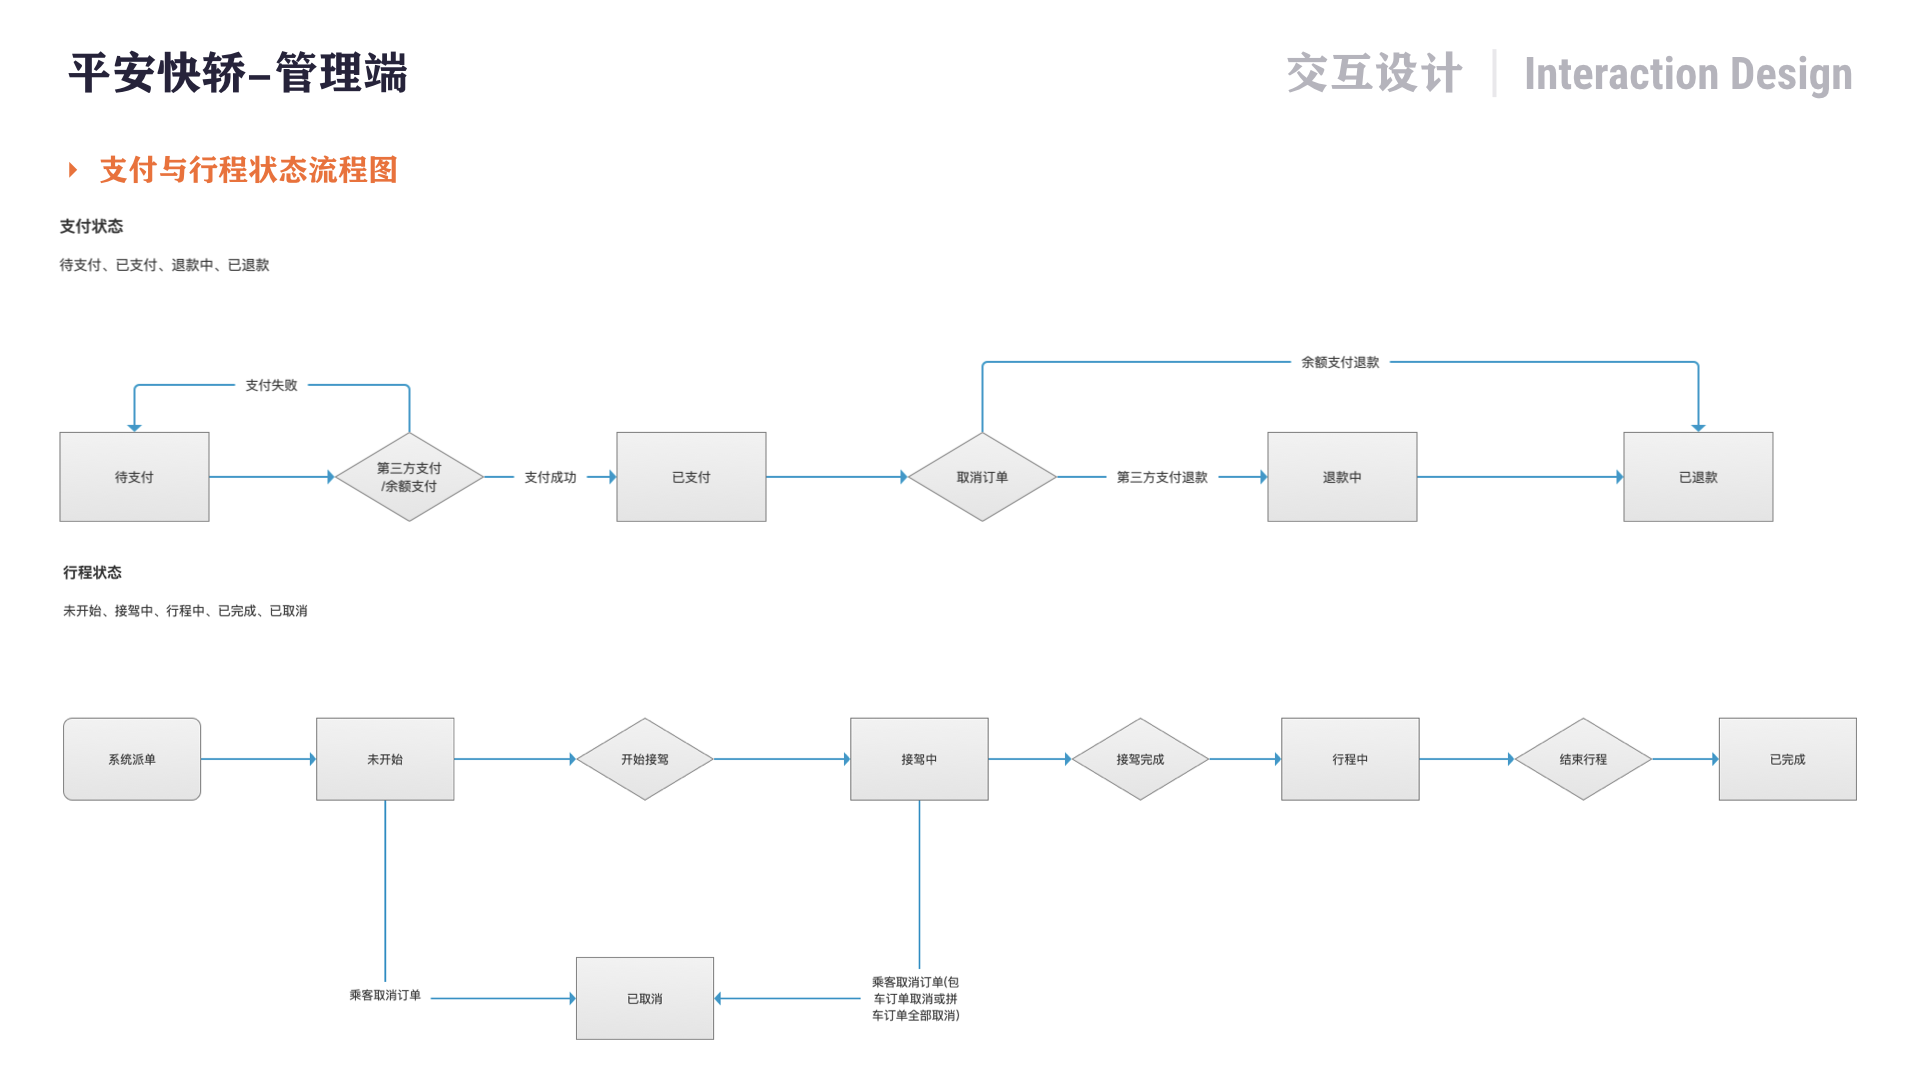 平安快轿–管理端
交互设计 | Interaction Design
支付与行程状态流程图
支付状态
待支付、已支付、退款中、已退款
余额支付退款
支付失败
待支付
第三方支付
/余额支付
支付成功
已支付
取消订单
第三方支付退款
退款中
已退款
行程状态
未开始、接驾中、行程中、已完成、已取消
系统派单
未开始
开始接驾
接驾中
接驾完成
行程中
结束行程
已完成
乘客取消订单
已取消
乘客取消订单(包
车订单取消或拼
车订单全部取消)